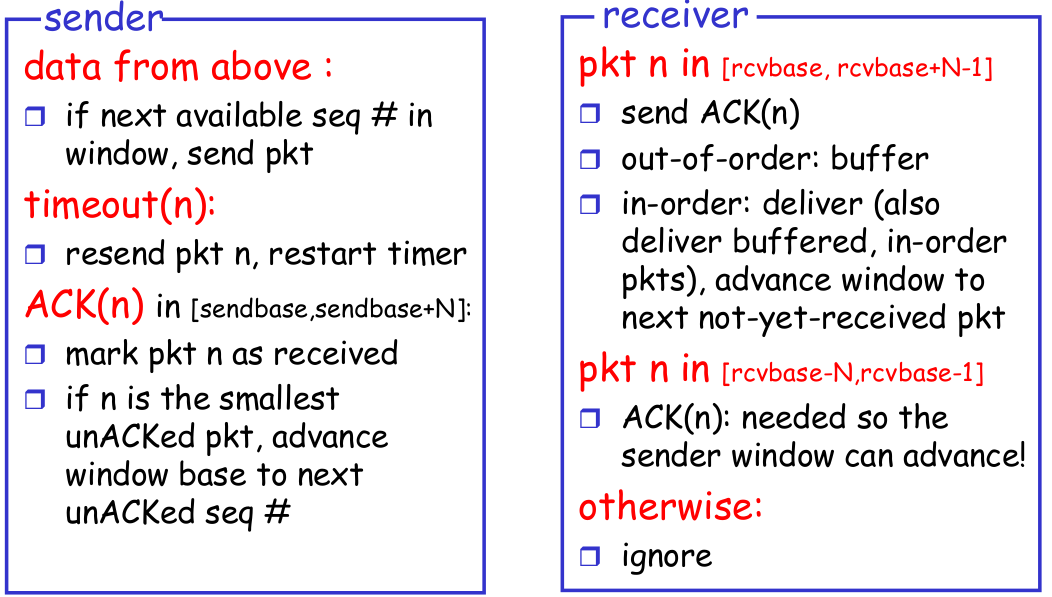 sender
data from above :
if next available seq # in
window, send pkt
timeout(n):
resend pkt n, restart timer
ACK(n) in [sendbase,sendbase+N]:
mark pkt n as received
if n is the smallest
unACKed pkt, advance
window base to next
unACKed seq #
receiver
pkt n in [rcvbase, rcvbase+N-1]
send ACK(n)
out-of-order: buffer
in-order: deliver (also
deliver buffered, in-order
pkts), advance window to
next not-yet-received pkt
pkt n in [rcvbase-N,rcvbase-1]
ACK(n): needed so the
sender window can advance!
otherwise:
ignore